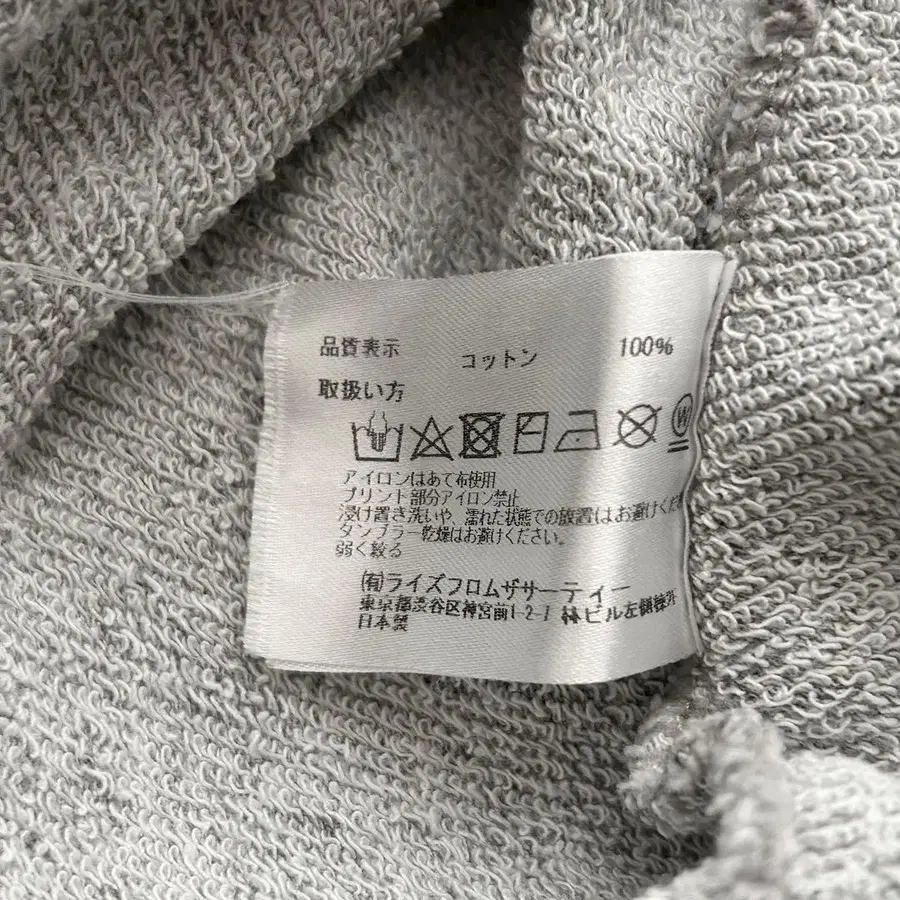 品質表示 コットン 100%
取扱い方
W
アイロンはあて布使用
プリント部分アイロン禁止
浸け置き洗いや、濡れた状態での放置はお避けくだ
タンブラー乾燥はお避けください。
弱く絞る
(有)ライズフロムザサーティー
東京都渋谷区神宮前1-2-7 林ビル左側
日本製